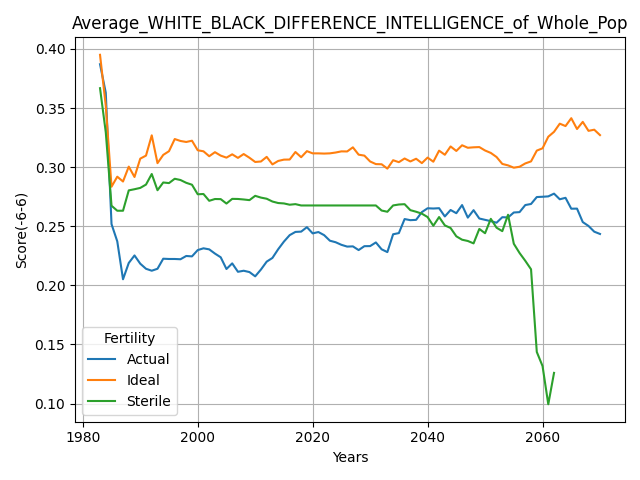 Average_WHITE_BLACK_DIFFERENCE_INTELLIGENCE_of_Whole_Pop
0.40
0.35
0.30
0.25
0.20
0.15
0.10
Score(-6-6)
Fertility
Actual
Ideal
Sterile
1980 2000 2020 2040 2060
Years